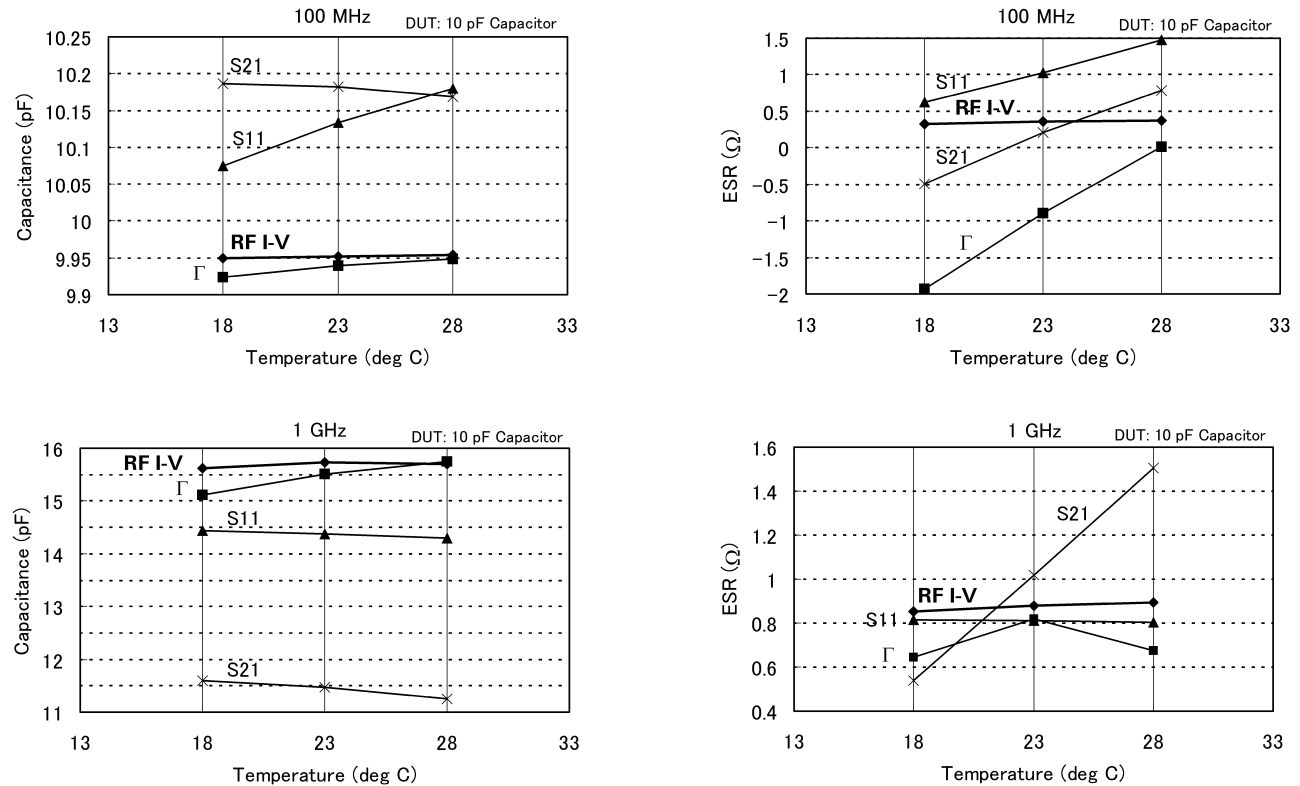 100 MHz
DUT: 10 pF Capacitor
10.25
10.2
10.15
10.1
10.05
10
9.95
9.9
Capacitance (pF)
S21
S11
RF I-V
Γ
13 18 23 28 33
Temperature (deg C)
100 MHz
DUT: 10 pF Capacitor
1.5
1
0.5
0
-0.5
-1
-1.5
-2
ESR (Ω)
S11
RF I-V
S21
Γ
13 18 23 28 33
Temperature (deg C)
1 GHz
DUT: 10 pF Capacitor
16
15
14
13
12
11
Capacitance (pF)
RF I-V
Γ
S11
S21
13 18 23 28 33
Temperature (deg C)
1 GHz
DUT: 10 pF Capacitor
1.6
1.4
1.2
1
0.8
0.6
0.4
ESR (Ω)
S21
RF I-V
S11
Γ
13 18 23 28 33
Temperature (deg C)